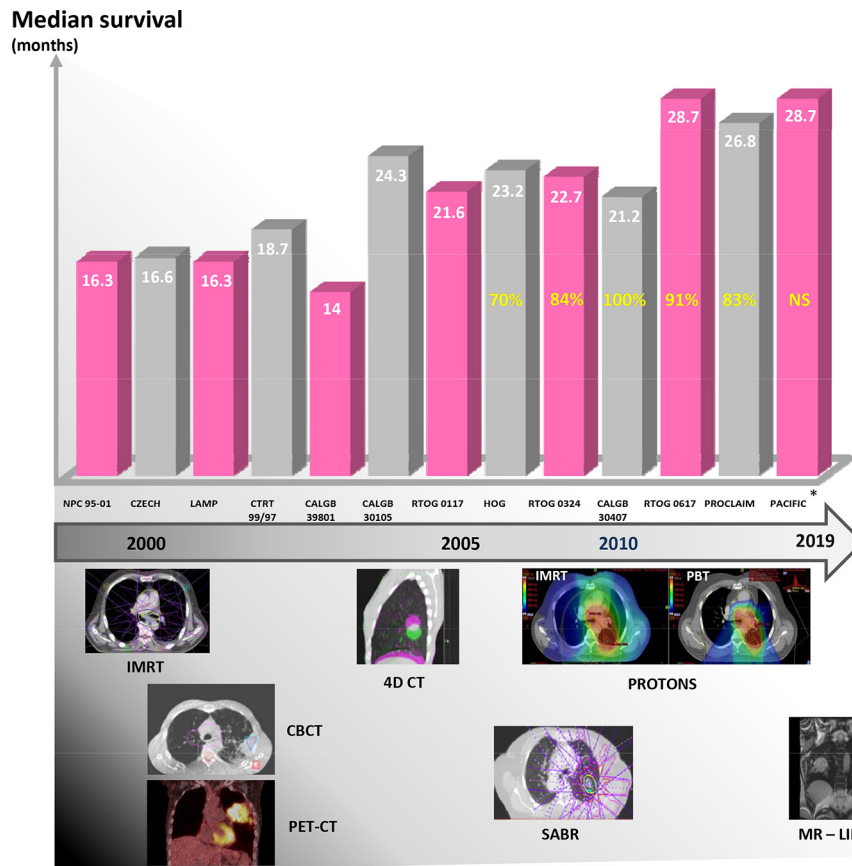 Median survival
(months)
16.3
16.6
16.3
18.7
14
24.3
21.6
23.2
22.7
21.2
28.7
26.8
28.7
70%
84%
100%
91%
83%
NS
NPC 95-01
CZECH
LAMP
CTRT
99/97
CALGB
39801
CALGB
30105
RTOG 0117
HOG
RTOG 0324
CALGB
30407
RTOG 0617
PROCLAIM
PACIFIC
*
2000
2005
2010
2019
IMRT
4D CT
IMRT
PBT
PROTONS
CBCT
PET-CT
SABR
MR – LI